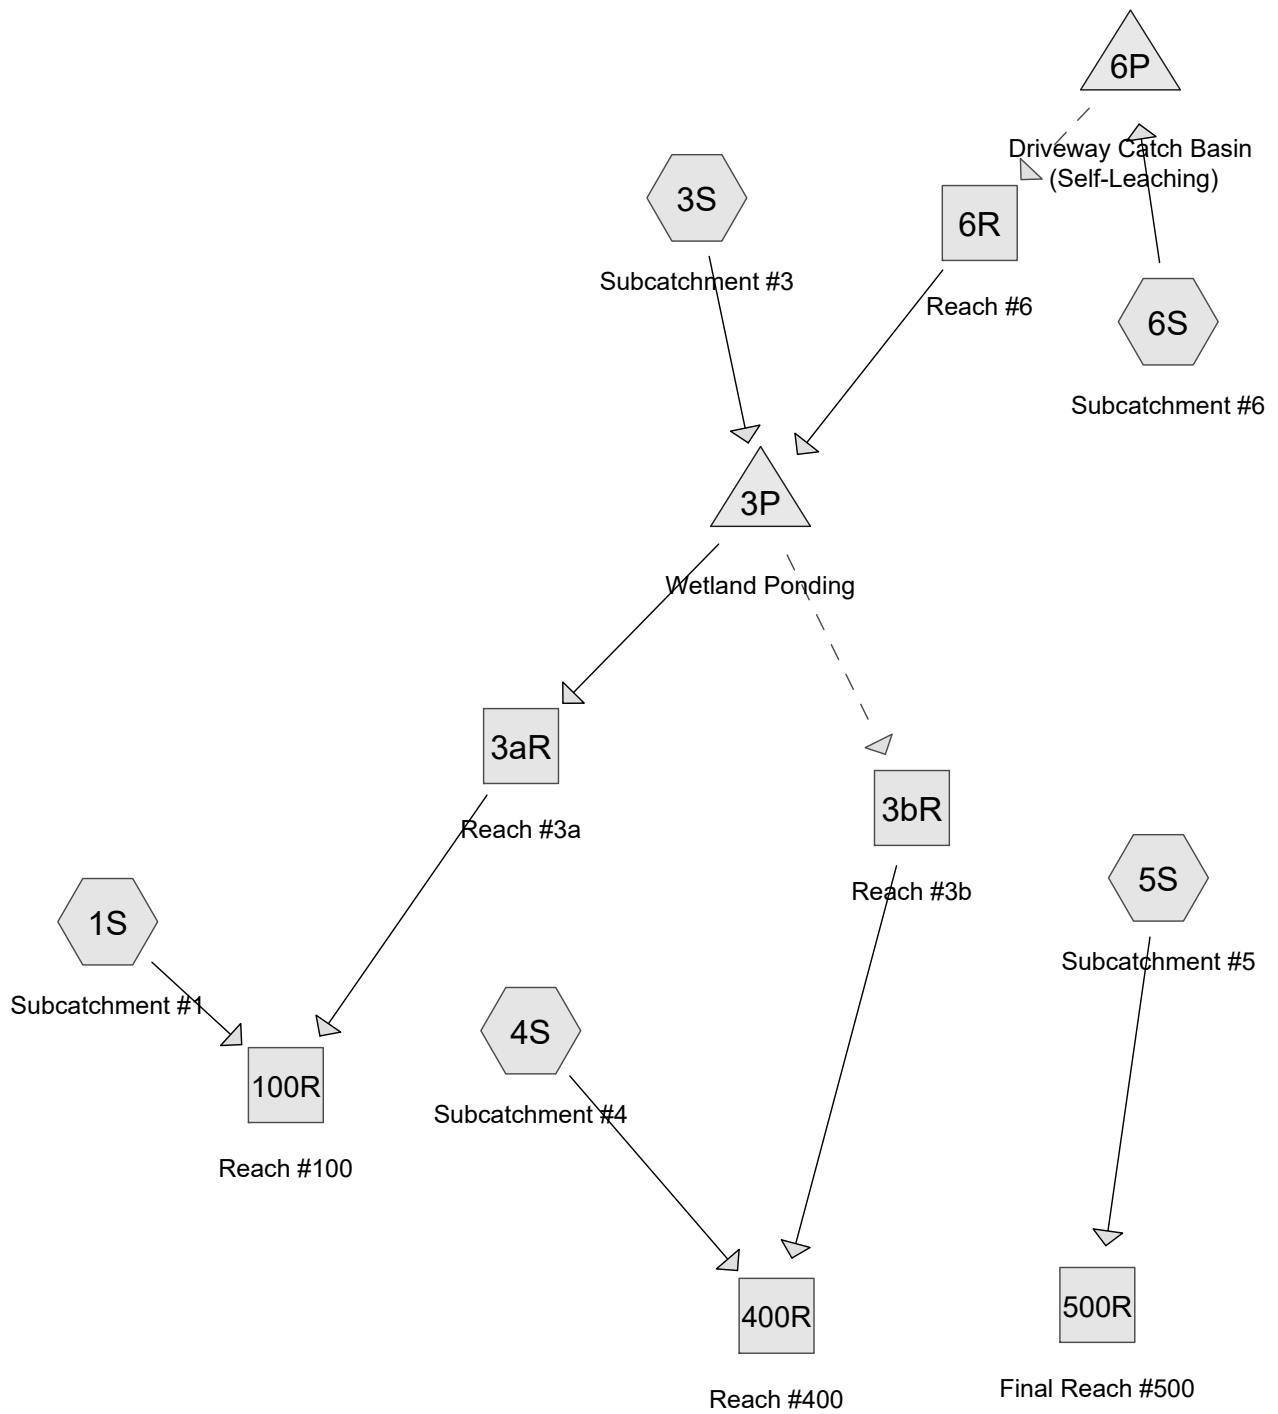 6P
Driveway Catch Basin
(Self-Leaching)
3S
Subcatchment #3
6R
Reach #6
6S
Subcatchment #6
3P
Wetland Ponding
3aR
Reach #3a
3bR
Reach #3b
5S
Subcatchment #5
1S
Subcatchment #1
4S
Subcatchment #4
100R
Reach #100
400R
Reach #400
500R
Final Reach #500